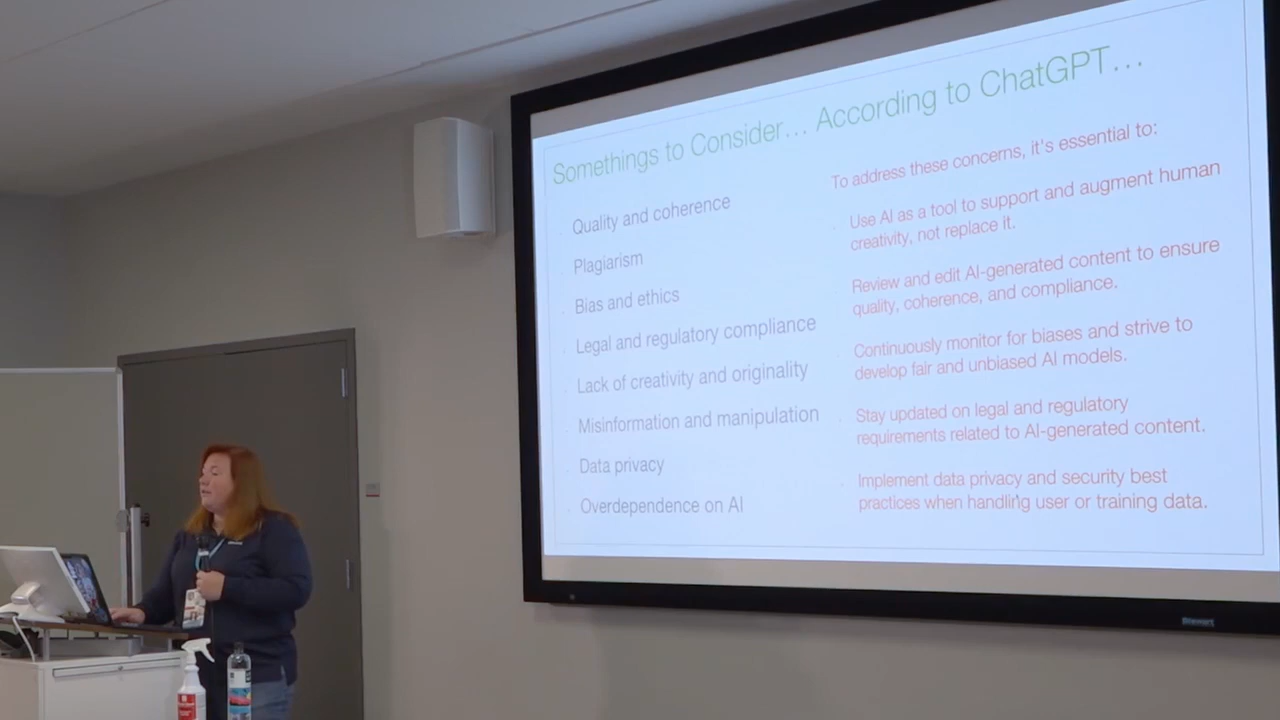 Somethings to Consider... According to ChatGPT...
Quality and coherence
Plagiarism
Bias and ethics
Legal and regulatory compliance
Lack of creativity and originality
Misinformation and manipulation
Data privacy
Overdependence on AI
To address these concerns, it's essential to:
Use AI as a tool to support and augment human
creativity, not replace it.
Review and edit AI-generated content to ensure
quality, coherence, and compliance.
Continuously monitor for biases and strive to
develop fair and unbiased AI models.
Stay updated on legal and regulatory
requirements related to AI-generated content.
Implement data privacy and security best
practices when handling user or training data.
Stewart